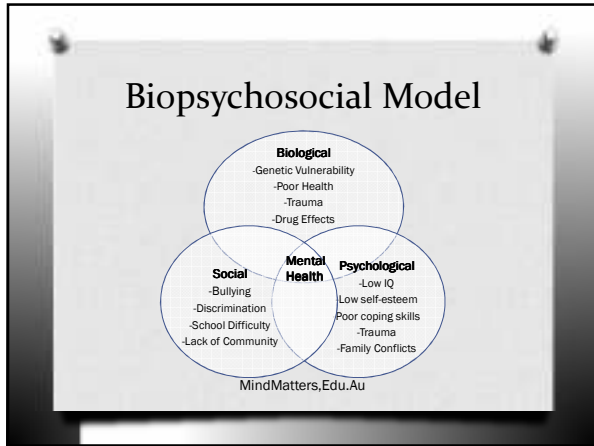 Biopsychosocial Model
Biological
-Genetic Vulnerability
-Poor Health
-Trauma
-Drug Effects
Mental
Health
Social
-Bullying
-Discrimination
-School Difficulty
-Lack of Community
Psychological
-Low IQ
-Low self-esteem
Poor coping skills
-Trauma
-Family Conflicts
MindMatters,Edu.Au